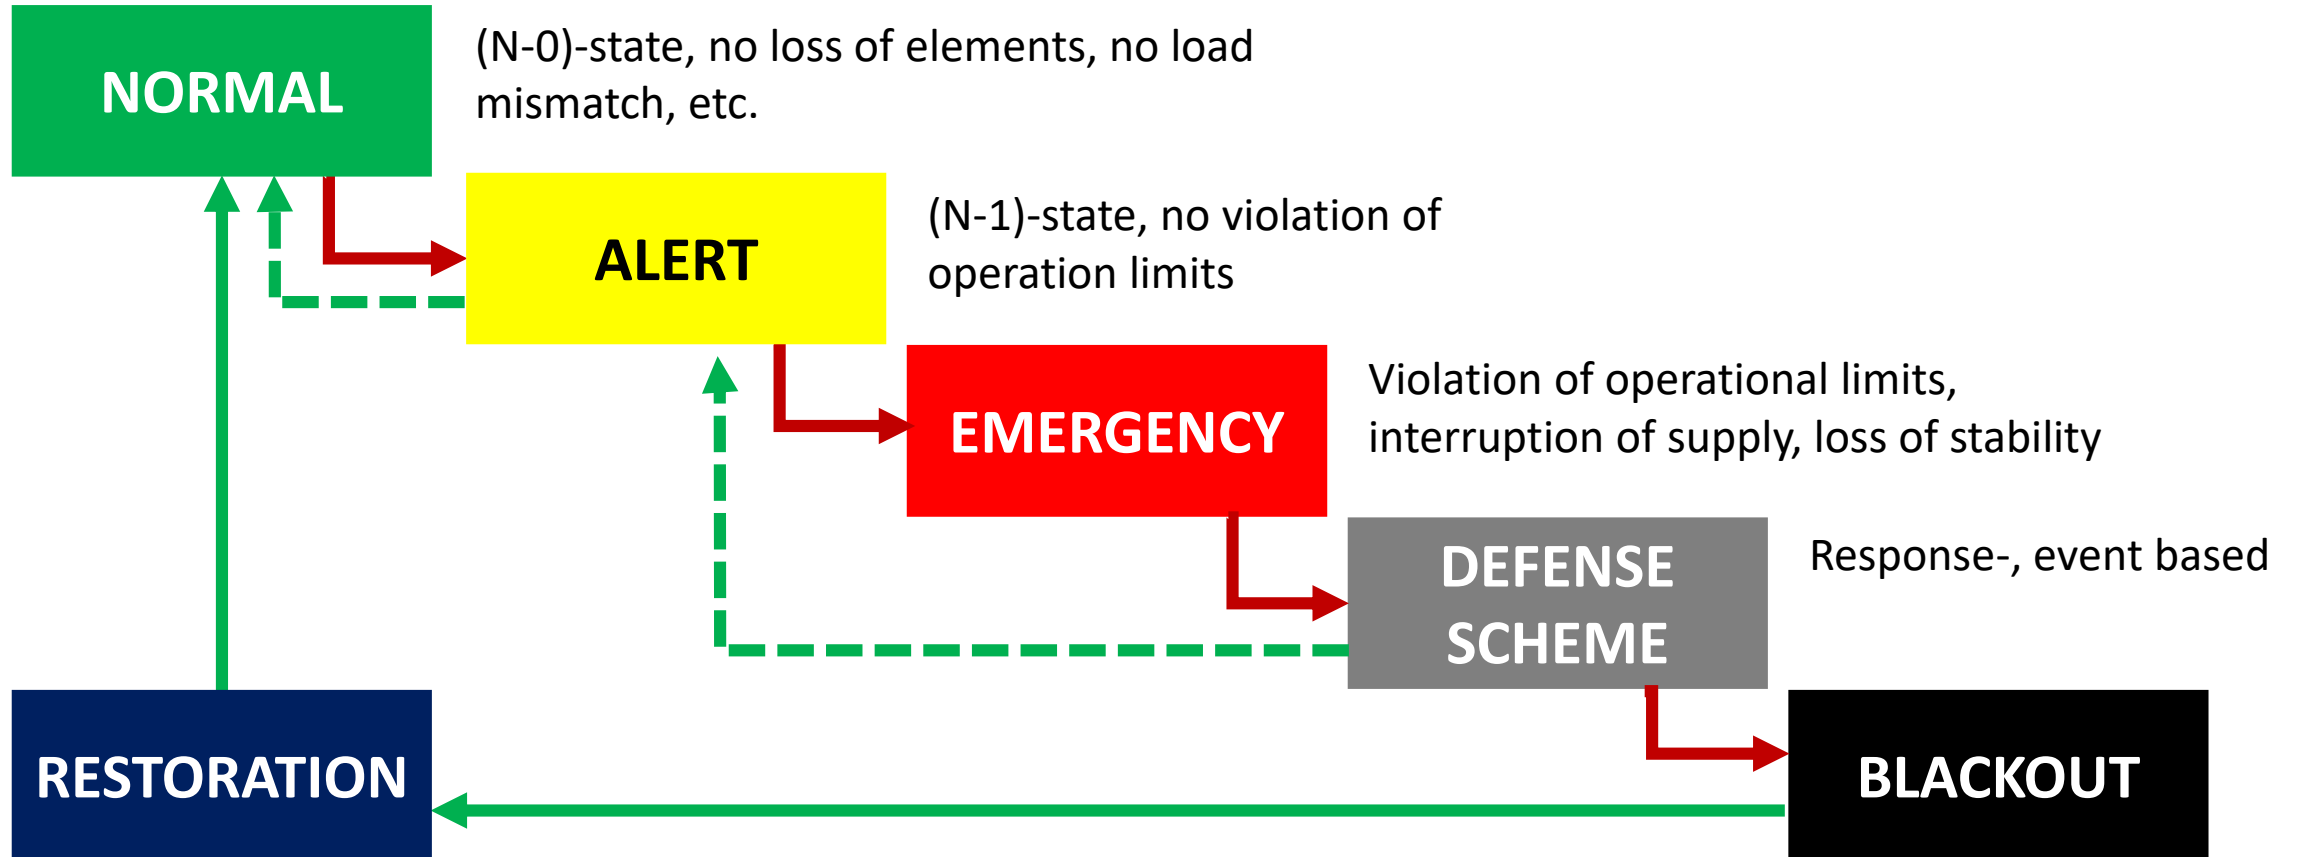 NORMAL
(N-0)-state, no loss of elements, no load
mismatch, etc.
ALERT
(N-1)-state, no violation of
operation limits
EMERGENCY
Violation of operational limits,
interruption of supply, loss of stability
DEFENSE
SCHEME
Response-, event based
RESTORATION
BLACKOUT